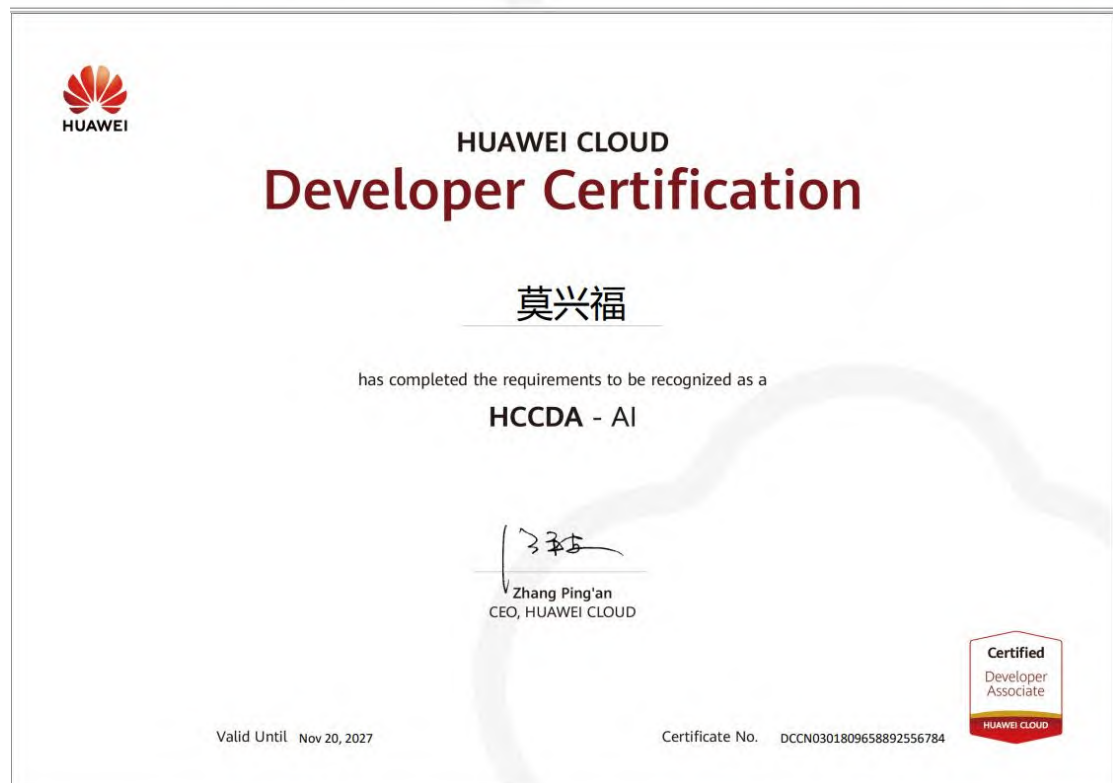 HUAWEI
HUAWEI CLOUD
Developer Certification
莫兴福
has completed the requirements to be recognized as a
HCCDA - AI
Zhang Ping'an
CEO, HUAWEI CLOUD
Certified
Developer
Associate
HUAWEI CLOUD
Valid Until Nov 20, 2027
Certificate No. DCCN0301809658892556784